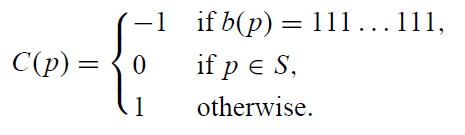 −1 if b(p) = 111 . . . 111,
C(p) = { 0 if p ∈ S,
1 otherwise.